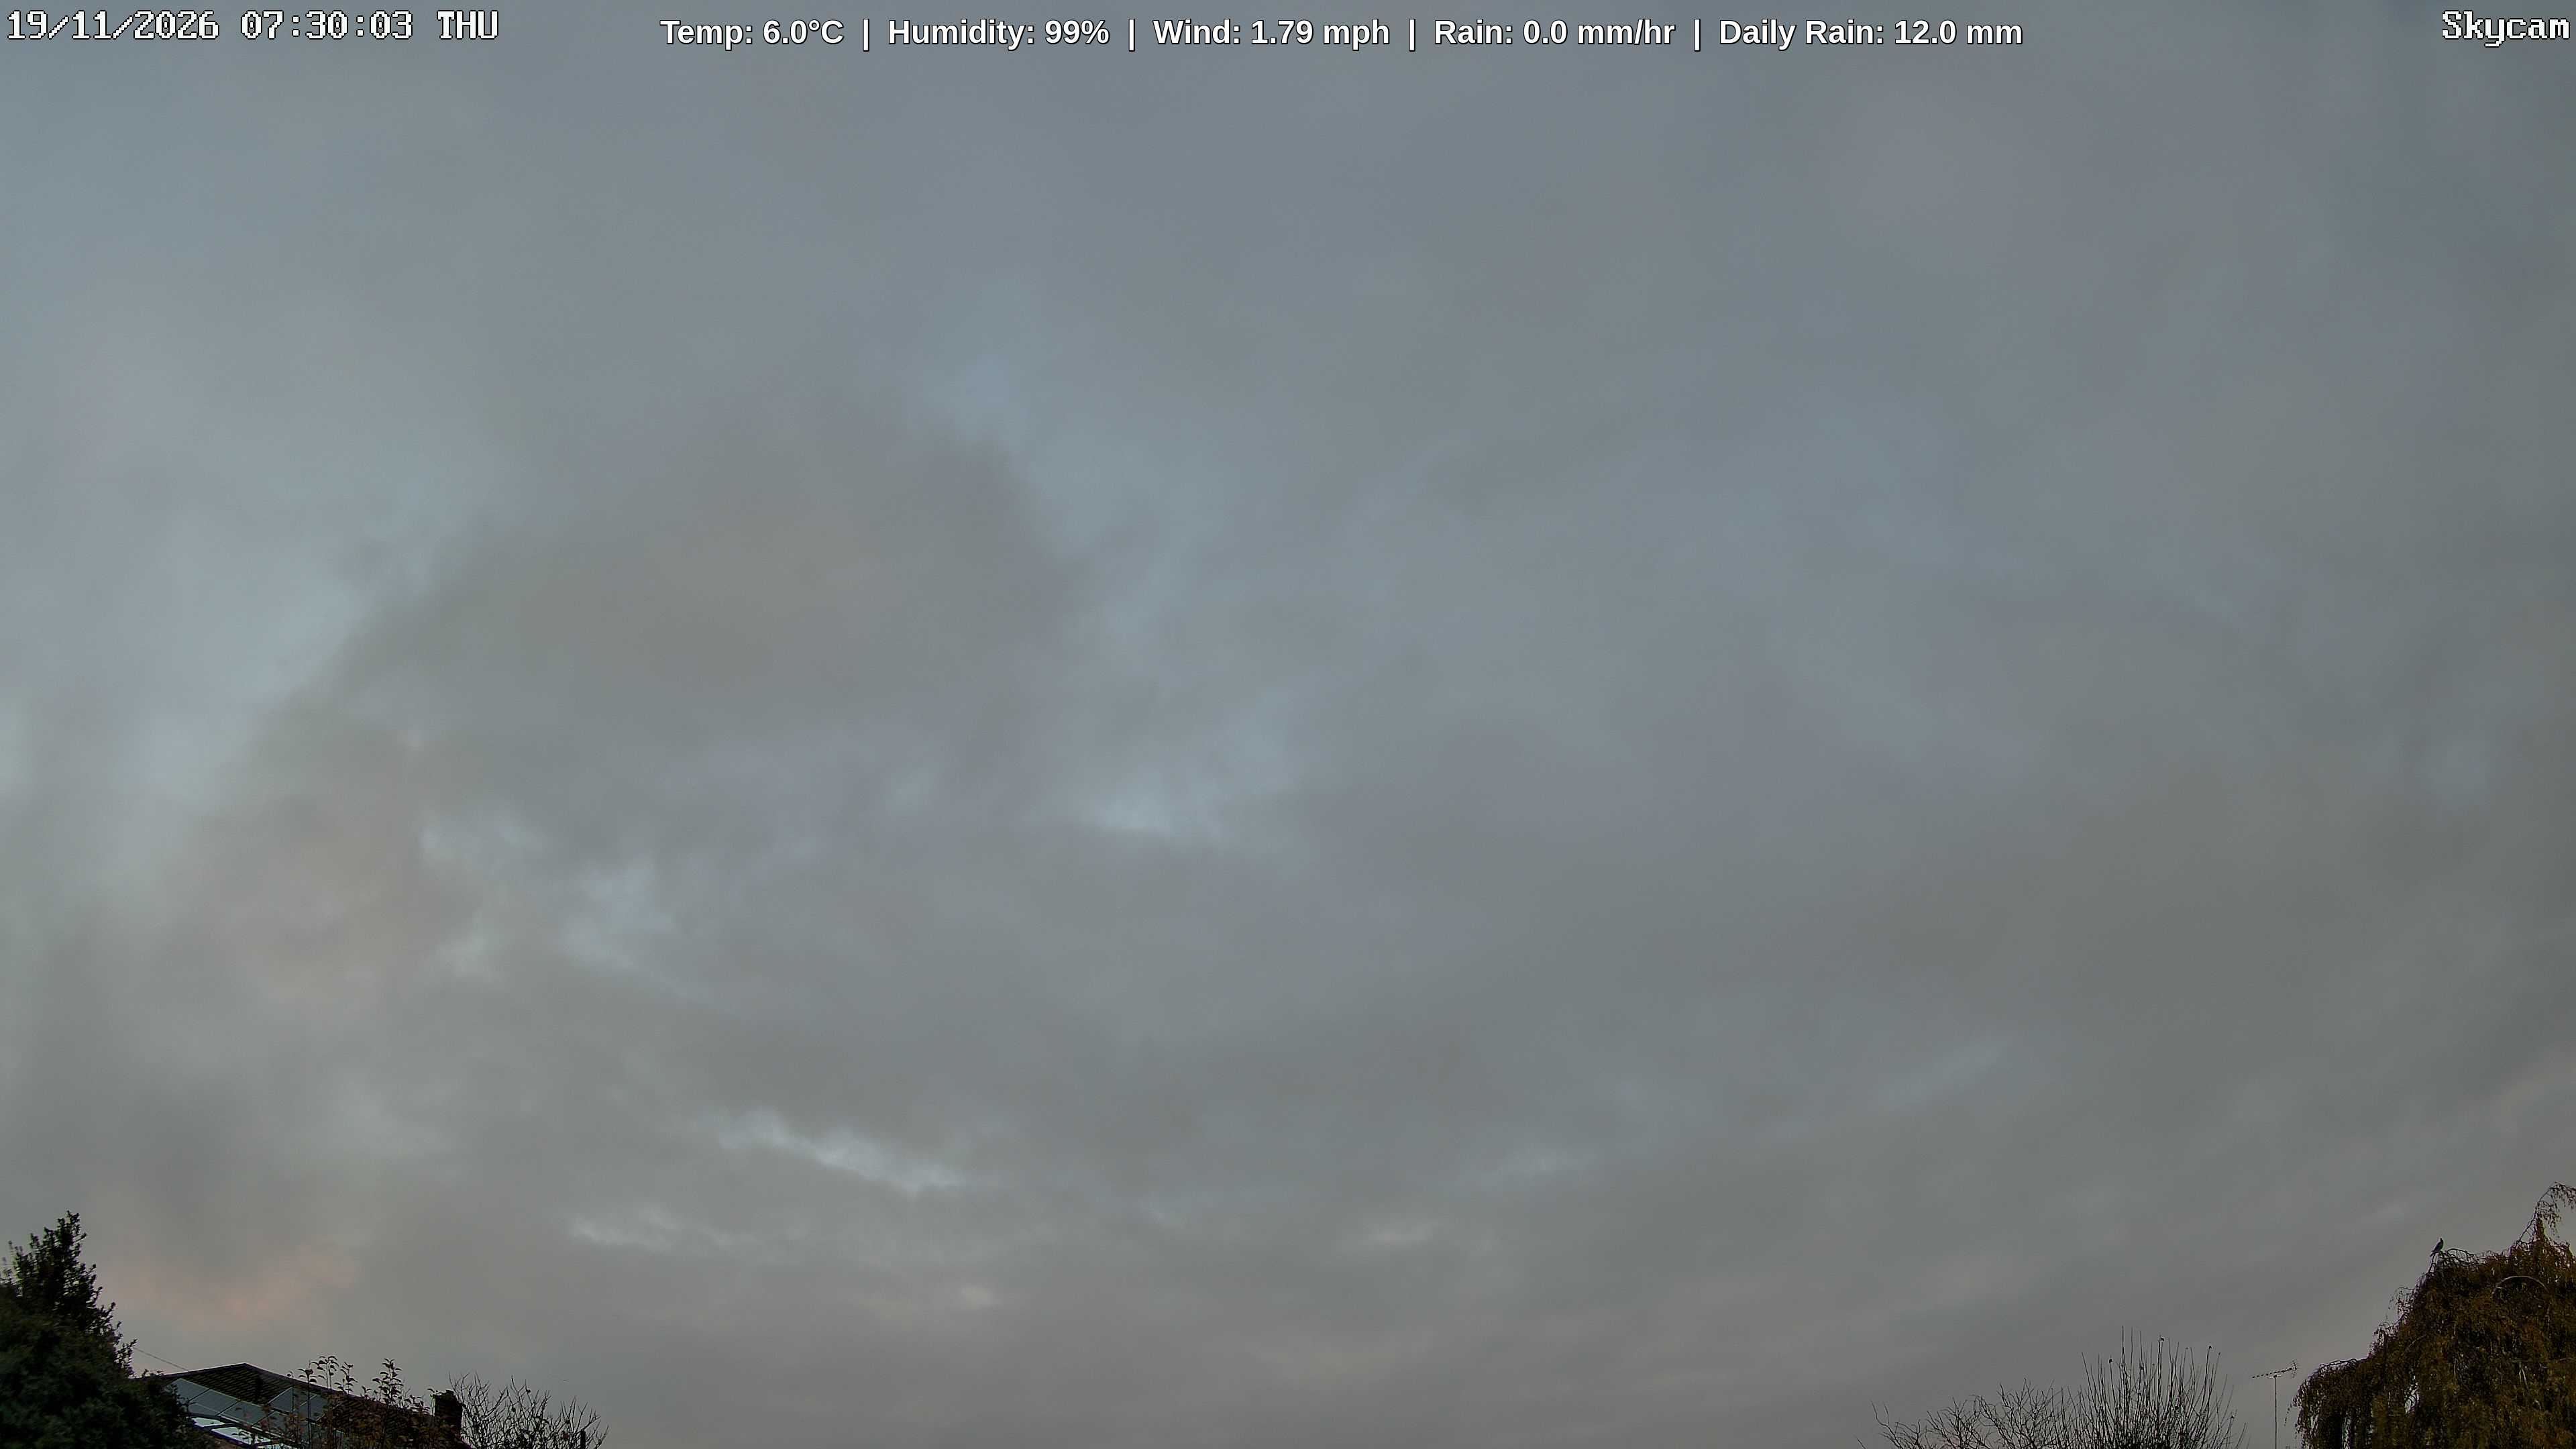 19/11/2026 07:30:03 THU
Temp: 6.0°C | Humidity: 99% | Wind: 1.79 mph | Rain: 0.0 mm/hr | Daily Rain: 12.0 mm
Skycam